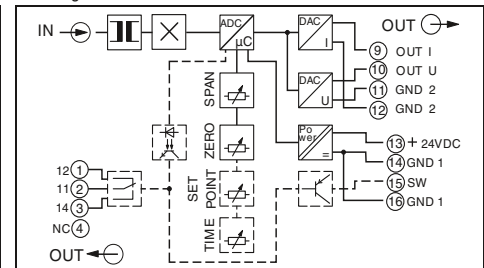 IN
ADC
µC
DAC
I
OUT
9 OUT I
10 OUT U
11 GND 2
12 GND 2
DAC
U
SPAN
ZERO
SET
POINT
TIME
Po
wer
=
13 + 24VDC
14 GND 1
15 SW
16 GND 1
12 1
11 2
14 3
NC 4
OUT